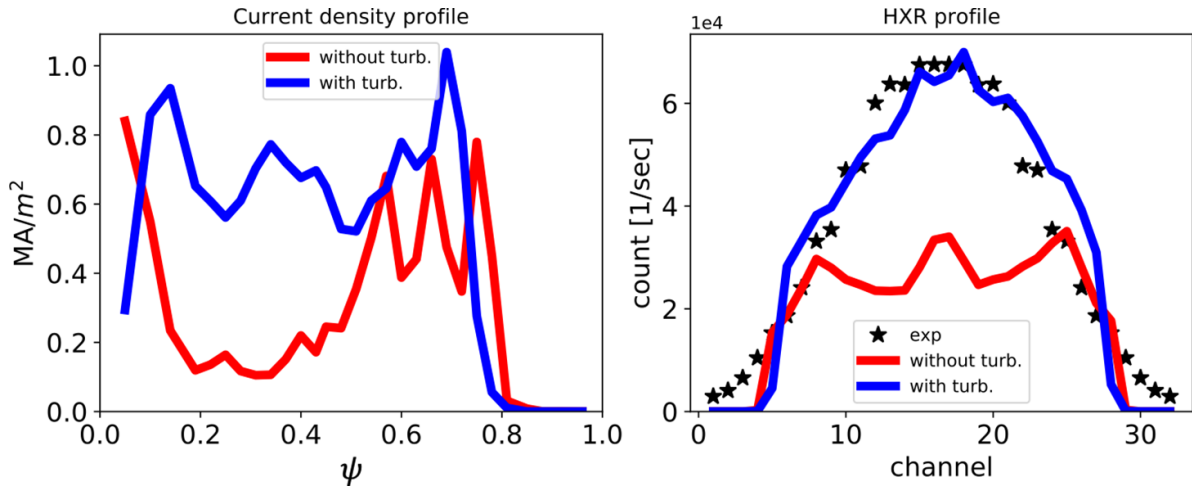 Current density profile
MA/m²
1.0
0.8
0.6
0.4
0.2
0.0
without turb.
with turb.
0.0 0.2 0.4 0.6 0.8 1.0
ψ
HXR profile
1e4
count [1/sec]
6
4
2
0
exp
without turb.
with turb.
0 10 20 30
channel